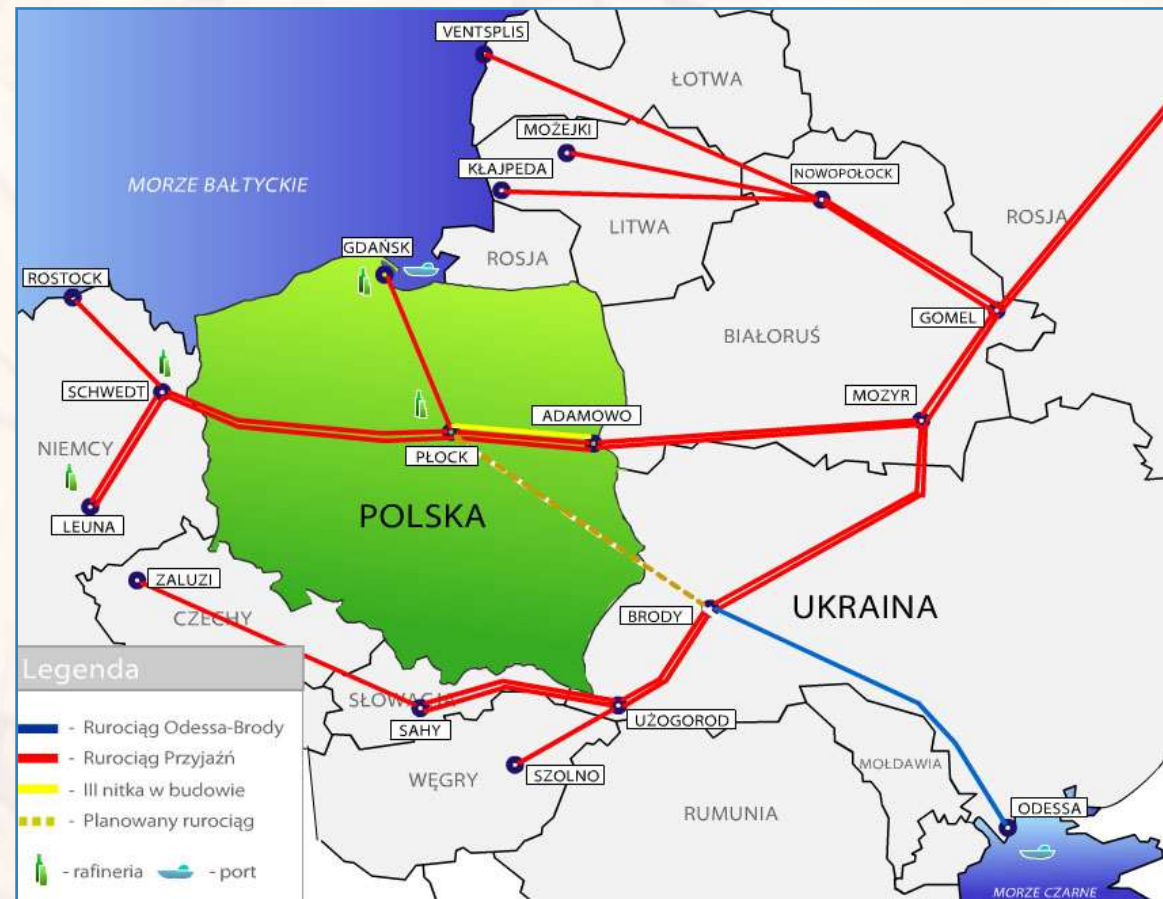 VENTSPLIS
ŁOTWA
MOŻEJKI
KŁAJPEDA
NOWOPOŁOCK
MORZE BAŁTYCKIE
LITWA
ROSJA
GDAŃSK
ROSJA
ROSTOCK
GOMEL
BIAŁORUŚ
SCHWEDT
MOZYR
ADAMOWO
NIEMCY
PŁOCK
POLSKA
LEUNA
ZALUZI
CZECHY
BRODY
UKRAINA
Legenda
SŁOWACJA
SAHY
UŻOGOROD
- Rurociąg Odessa-Brody
- Rurociąg Przyjaźń
WĘGRY
SZOLNO
MOŁDAWIA
- III nitka w budowie
ODESSA
RUMUNIA
- Planowany rurociąg
- rafineria
- port
MORZE CZARNE